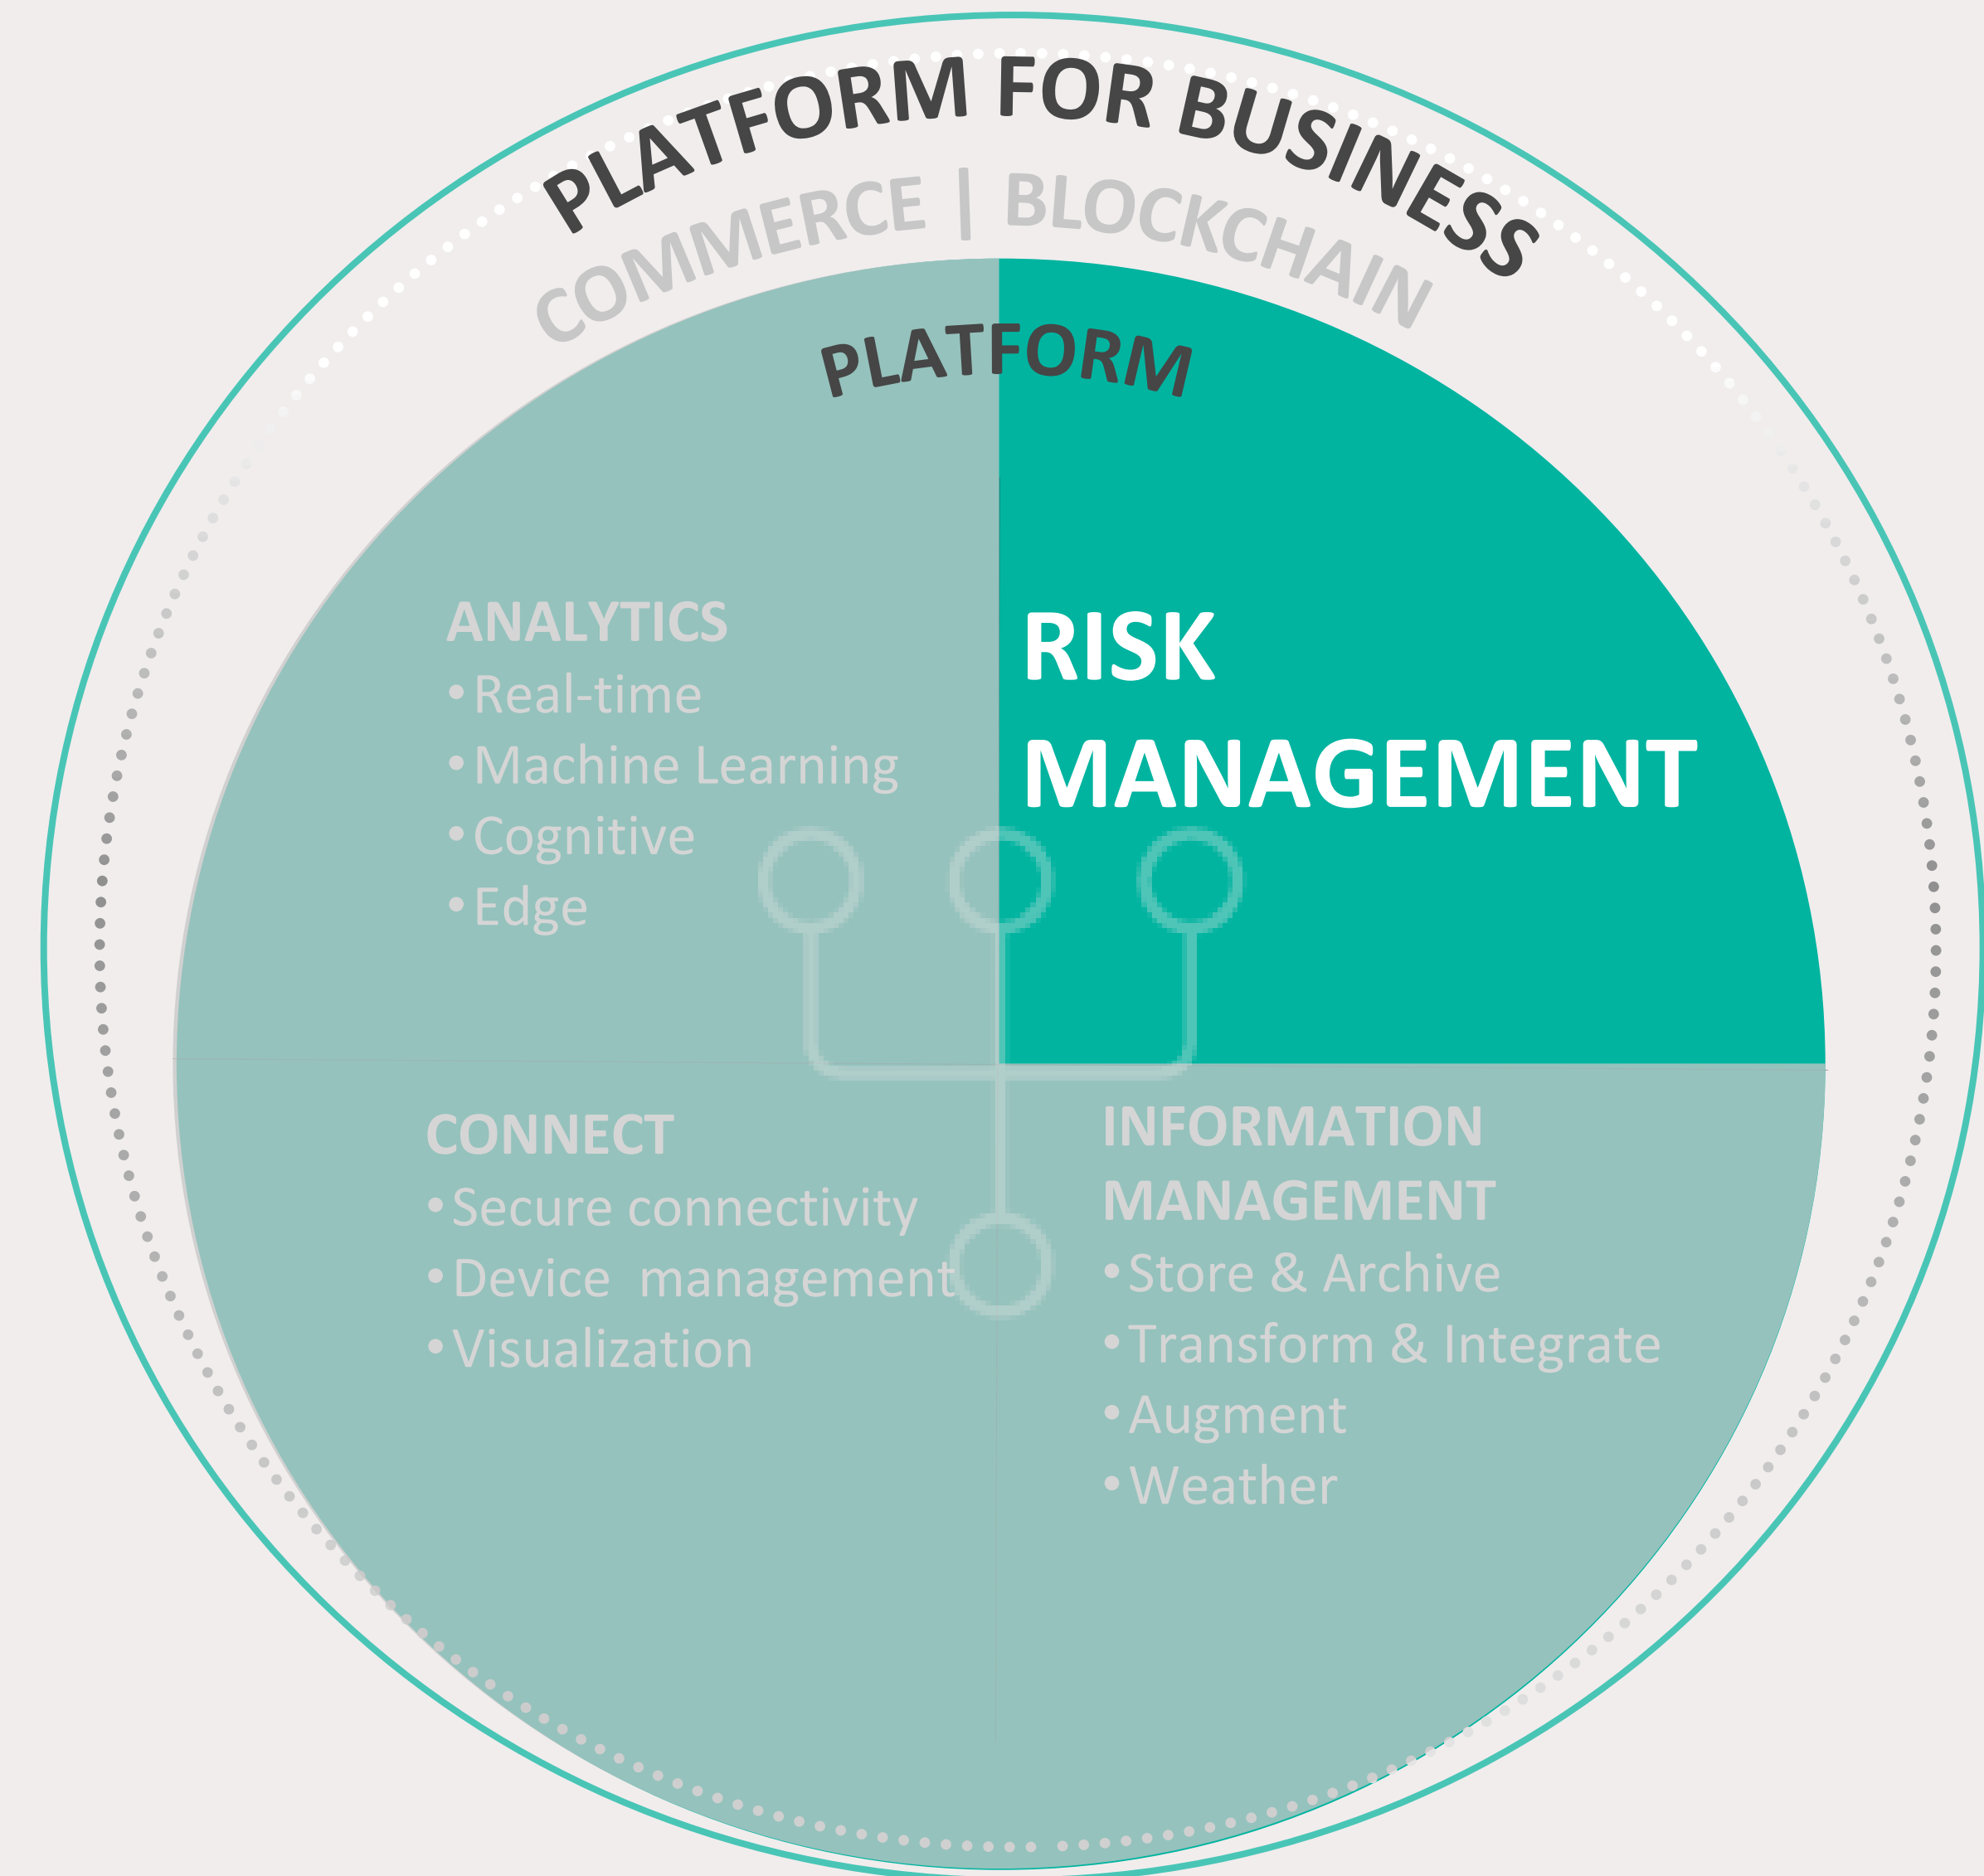 PLATFORM FOR BUSINESS
COMMERCE | BLOCKCHAIN
PLATFORM
ANALYTICS
• Real-time
• Machine Learning
• Cognitive
• Edge
RISK
MANAGEMENT
CONNECT
• Secure connectivity
• Device management
• Visualization
INFORMATION
MANAGEMENT
• Store & Archive
• Transform & Integrate
• Augment
• Weather